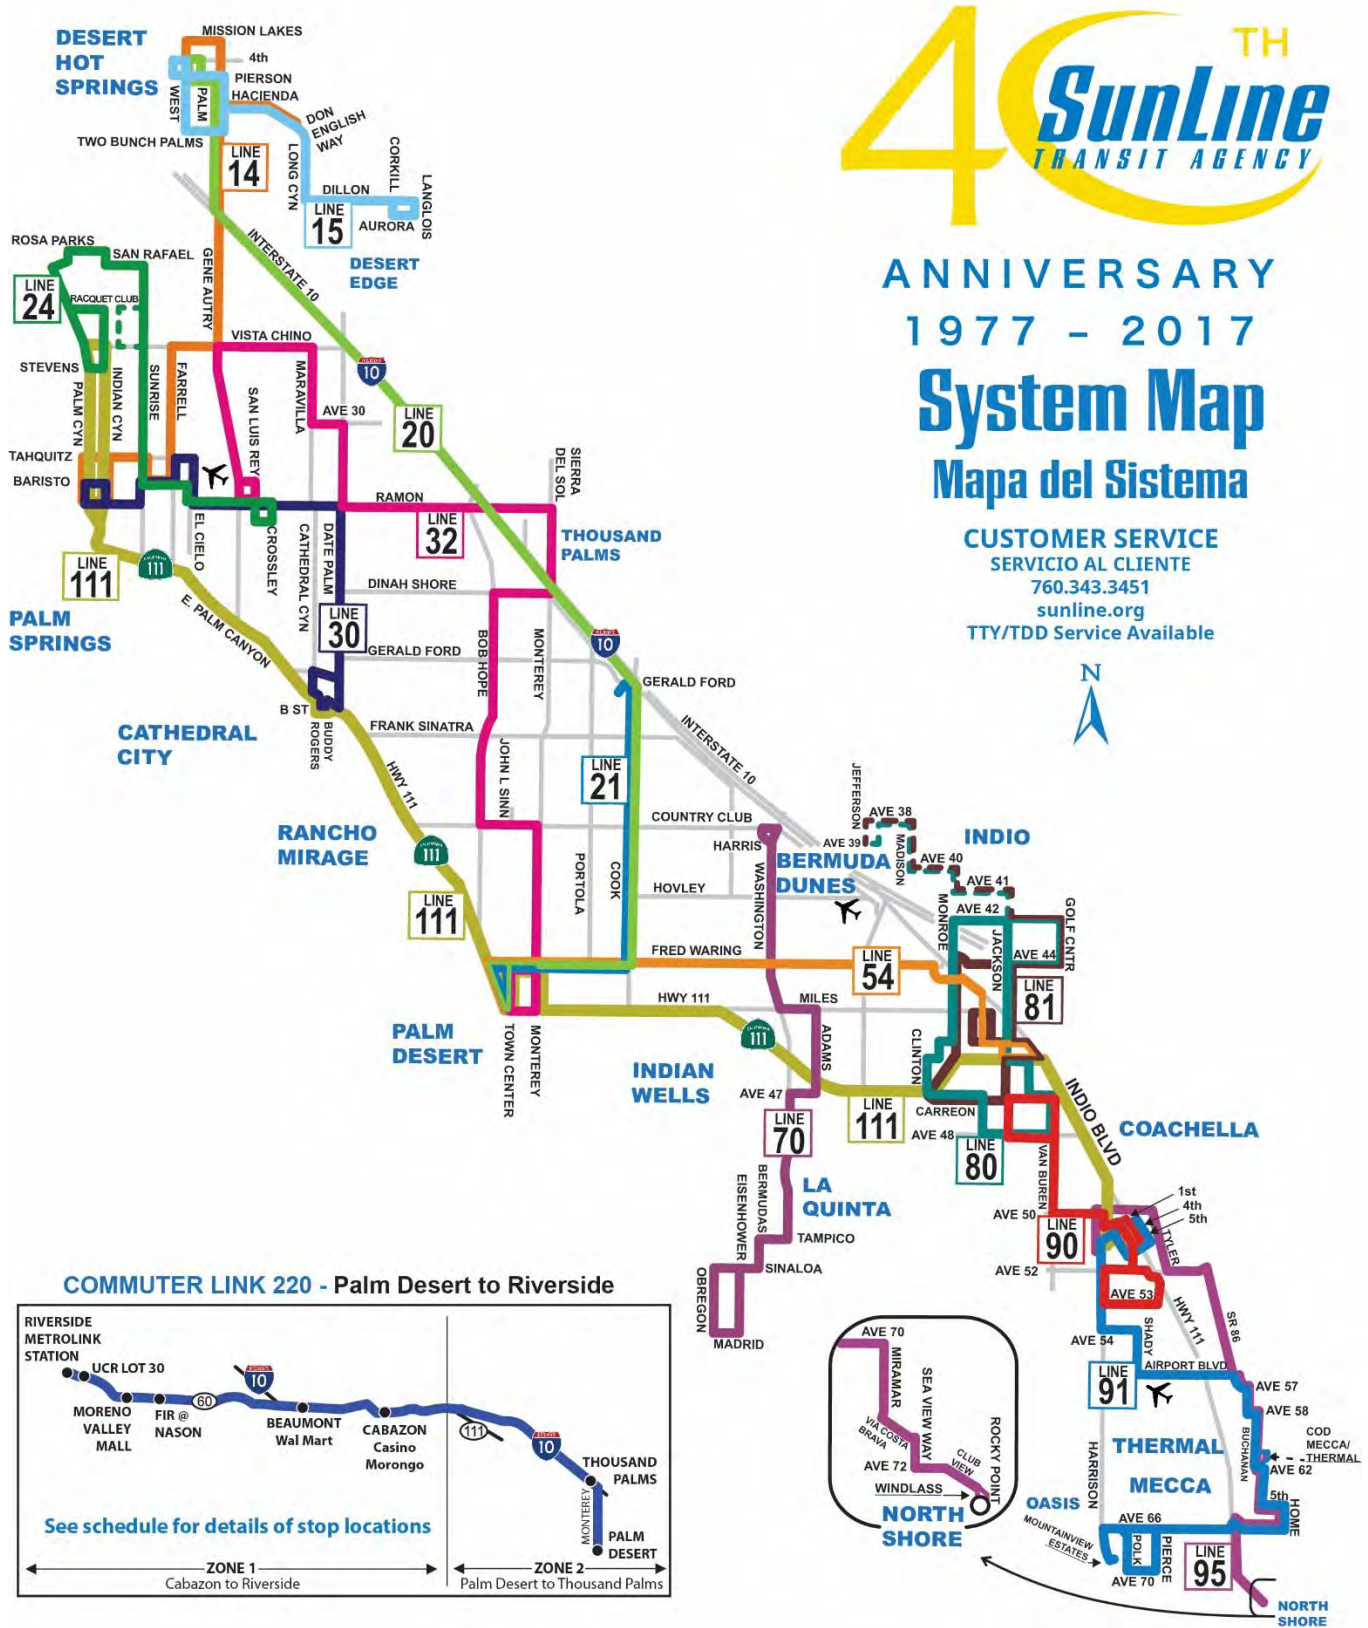 40TH
SunLine
TRANSIT AGENCY
ANNIVERSARY
1977 – 2017
System Map
Mapa del Sistema
CUSTOMER SERVICE
SERVICIO AL CLIENTE
760.343.3451
sunline.org
TTY/TDD Service Available
N
DESERT
HOT
SPRINGS
MISSION LAKES
4th
PIERSON
HACIENDA
WEST
PALM
DON
ENGLISH
WAY
TWO BUNCH PALMS
LINE
14
LONG CYN
CORKILL
LANGLOIS
DILLON
LINE
15
AURORA
DESERT
EDGE
INTERSTATE 10
ROSA PARKS
SAN RAFAEL
GENE AUTRY
LINE
24
RACQUET CLUB
VISTA CHINO
STEVENS
PALM CYN
INDIAN CYN
SUNRISE
FARRELL
SAN LUIS REY
MARAVILLA
10
AVE 30
LINE
20
TAHQUITZ
BARISTO
SIERRA
DEL SOL
RAMON
LINE
32
THOUSAND
PALMS
EL CIELO
CROSSLEY
CATHEDRAL CYN
DATE PALM
LINE
111
111
DINAH SHORE
PALM
SPRINGS
E. PALM CANYON
LINE
30
GERALD FORD
BOB HOPE
MONTEREY
10
GERALD FORD
B ST
BUDDY
ROGERS
CATHEDRAL
CITY
FRANK SINATRA
INTERSTATE 10
HWY 111
JOHN L SINN
LINE
21
RANCHO
MIRAGE
111
COUNTRY CLUB
HARRIS
JEFFERSON
AVE 38
AVE 39
MADISON
AVE 40
INDIO
AVE 41
BERMUDA
DUNES
PORTOLA
COOK
HOVLEY
WASHINGTON
LINE
111
MONROE
AVE 42
JACKSON
GOLF CNTR
AVE 44
FRED WARING
LINE
54
LINE
81
HWY 111
MILES
111
ADAMS
PALM
DESERT
TOWN CENTER
MONTEREY
INDIAN
WELLS
CLINTON
INDIO BLVD
AVE 47
LINE
70
LINE
111
CARREON
AVE 48
LINE
80
COACHELLA
VAN BUREN
LA
QUINTA
BERMUDAS
EISENHOWER
TAMPICO
SINALOA
OBREGON
MADRID
AVE 50
LINE
90
1st
4th
5th
TYLER
AVE 52
AVE 53
HWY 111
SR 86
AVE 54
SHADY
AIRPORT BLVD
LINE
91
AVE 57
AVE 58
BUCHANAN
COD
MECCA/
THERMAL
AVE 62
THERMAL
MECCA
HARRISON
5th
HOME
OASIS
MOUNTAINVIEW
ESTATES
AVE 66
POLK
PIERCE
AVE 70
LINE
95
NORTH
SHORE
AVE 70
MIRAMAR
SEA VIEW WAY
VIA COSTA
BRAVA
CLUB
VIEW
ROCKY POINT
AVE 72
WINDLASS
NORTH
SHORE
COMMUTER LINK 220 - Palm Desert to Riverside
RIVERSIDE
METROLINK
STATION
UCR LOT 30
MORENO
VALLEY
MALL
FIR @
NASON
60
10
BEAUMONT
Wal Mart
CABAZON
Casino
Morongo
111
10
THOUSAND
PALMS
MONTEREY
PALM
DESERT
See schedule for details of stop locations
ZONE 1
Cabazon to Riverside
ZONE 2
Palm Desert to Thousand Palms